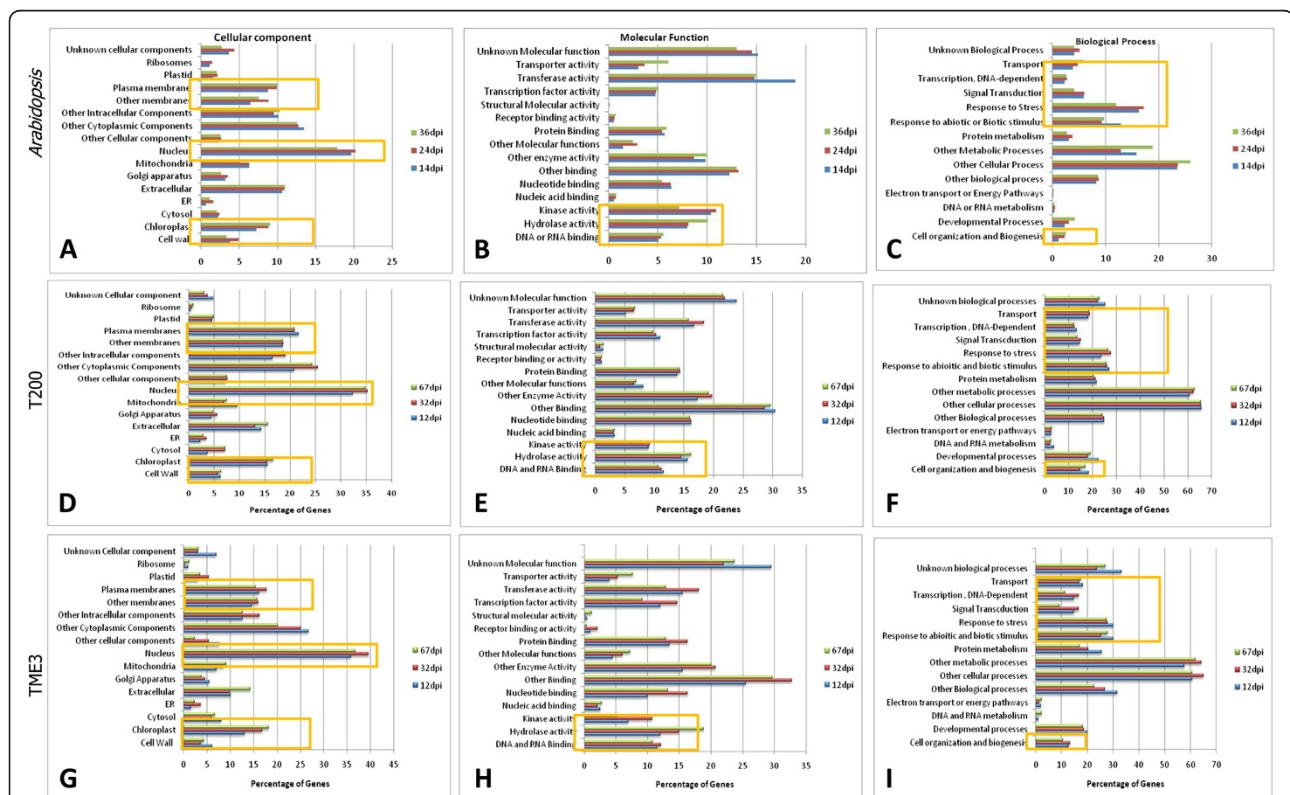 Arabidopsis
Cellular component
Unknown cellular components
Ribosomes
Plastid
Plasma membrane
Other membrane
Other Intracellular Components
Other Cytoplasmic Components
Other Cellular components
Nucleu
Mitochondria
Golgi apparatus
Extracellular
ER
Cytosol
Chloroplast
Cell wall
36dpi
24dpi
14dpi
0 5 10 15 20 25
A
Molecular Function
Unknown Molecular function
Transporter activity
Transferase activity
Transcription factor activity
Structural Molecular activity
Receptor binding activity
Protein Binding
Other Molecular functions
Other enzyme activity
Other binding
Nucleotide binding
Nucleic acid binding
Kinase activity
Hydrolase activity
DNA or RNA binding
36dpi
24dpi
14dpi
0 5 10 15 20
B
Biological Process
Unknown Biological Process
Transport
Transcription, DNA-dependent
Signal Transduction
Response to Stress
Response to abiotic or Biotic stimulus
Protein metabolism
Other Metabolic Processes
Other Cellular Process
Other biological process
Electron transport or Energy Pathways
DNA or RNA metabolism
Developmental Processes
Cell organization and Biogenesis
36dpi
24dpi
14dpi
0 10 20 30
C
T200
Unknown Cellular component
Ribosome
Plastid
Plasma membranes
Other membranes
Other Intracellular components
Other Cytoplasmic Components
Other cellular components
Nucleu
Mitochondria
Golgi Apparatus
Extracellular
ER
Cytosol
Chloroplast
Cell Wall
67dpi
32dpi
12dpi
0 5 10 15 20 25 30 35 40
Percentage of Genes
D
Unknown Molecular function
Transporter activity
Transferase activity
Transcription factor activity
Structural molecular activity
Receptor binding or activity
Protein Binding
Other Molecular functions
Other Enzyme Activity
Other Binding
Nucleotide binding
Nucleic acid binding
Kinase activity
Hydrolase activity
DNA and RNA Binding
67dpi
32dpi
12dpi
0 5 10 15 20 25 30 35
Percentage of Genes
E
Unknown biological processes
Transport
Transcription , DNA-Dependent
Signal Transcduction
Response to stress
Response to abioitic and biotic stimulus
Protein metabolism
Other metabolic processes
Other cellular processes
Other Biological processes
Electron transport or energy pathways
DNA and RNA metabolism
Developmental processes
Cell organization and biogenesis
67dpi
32dpi
12dpi
0 10 20 30 40 50 60 70
Percentage of Genes
F
TME3
Unknown Cellular component
Ribosome
Plastid
Plasma membranes
Other membranes
Other Intracellular components
Other Cytoplasmic Components
Other cellular components
Nucleus
Mitochondria
Golgi Apparatus
Extracellular
ER
Cytosol
Chloroplast
Cell Wall
67dpi
32dpi
12dpi
0 5 10 15 20 25 30 35 40 45
Percentage of Genes
G
Unknown Molecular function
Transporter activity
Transferase activity
Transcription factor activity
Structural molecular activity
Receptor binding or activity
Protein Binding
Other Molecular functions
Other Enzyme Activity
Other Binding
Nucleotide binding
Nucleic acid binding
Kinase activity
Hydrolase activity
DNA and RNA Binding
67dpi
32dpi
12dpi
0 5 10 15 20 25 30 35
Percentage of Genes
H
Unknown biological processes
Transport
Transcription, DNA-Dependent
Signal Transcduction
Response to stress
Response to abioitic and biotic stimulus
Protein metabolism
Other metabolic processes
Other cellular processes
Other Biological processes
Electron transport or energy pathways
DNA and RNA metabolism
Developmental processes
Cell organization and biogenesi
67dpi
32dpi
12dpi
0 10 20 30 40 50 60 70
Percentage of Genes
I